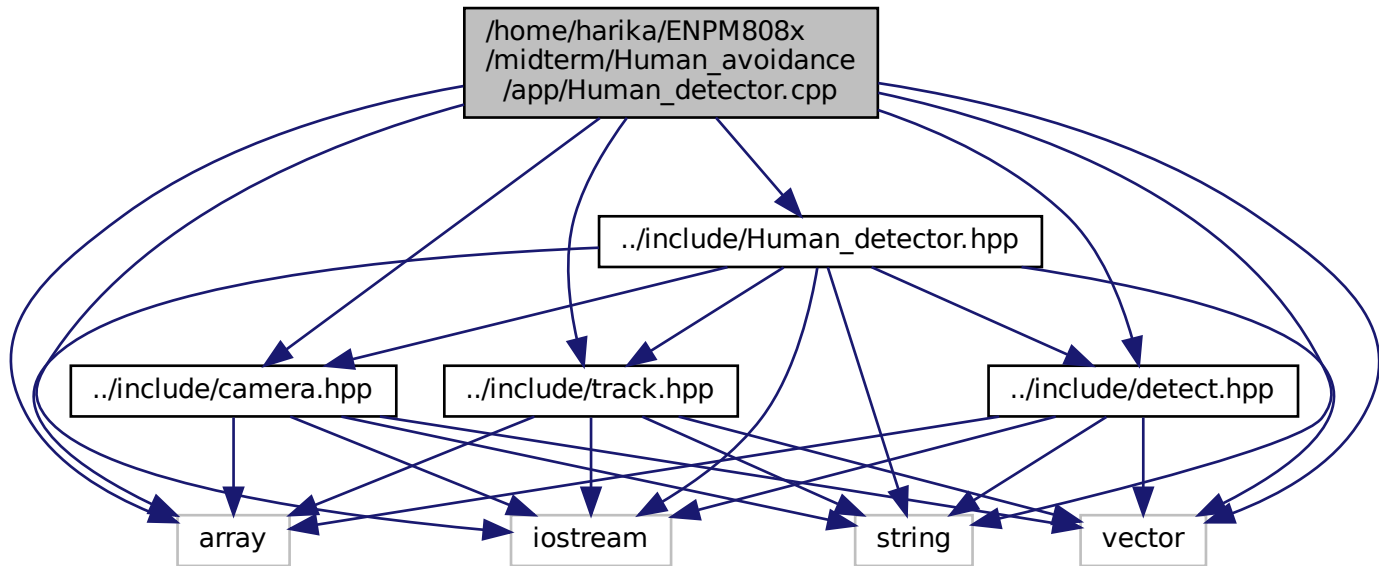 /home/harika/ENPM808x
/midterm/Human_avoidance
/app/Human_detector.cpp
../include/Human_detector.hpp
../include/camera.hpp
../include/track.hpp
../include/detect.hpp
array
iostream
string
vector